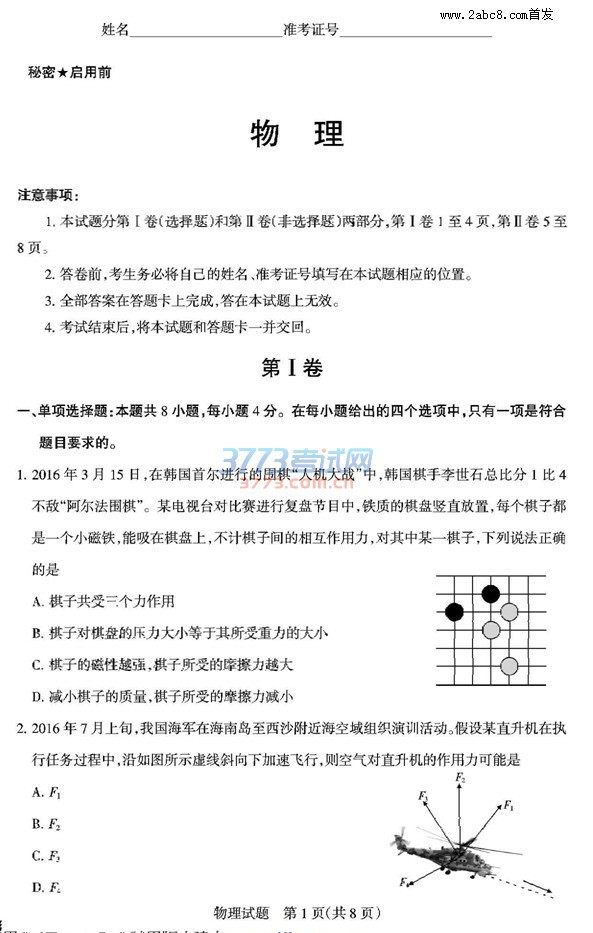 www.2abc8.com首发
姓名____________________准考证号____________________
秘密★启用前
物 理
注意事项:
1. 本试题分第Ⅰ卷(选择题)和第Ⅱ卷(非选择题)两部分,第Ⅰ卷1至4页,第Ⅱ卷5至
8页。
2. 答卷前,考生务必将自己的姓名、准考证号填写在本试题相应的位置。
3. 全部答案在答题卡上完成,答在本试题上无效。
4. 考试结束后,将本试题和答题卡一并交回。
第Ⅰ卷
一、单项选择题:本题共8小题,每小题4分。在每小题给出的四个选项中,只有一项是符合
题目要求的。
3773考试网
3773.com.cn
1. 2016年3月15日,在韩国首尔进行的围棋“人机大战”中,韩国棋手李世石总比分1比4
不敌“阿尔法围棋”。某电视台对比赛进行复盘节目中,铁质的棋盘竖直放置,每个棋子都
是一个小磁铁,能吸在棋盘上,不计棋子间的相互作用力,对其中某一棋子,下列说法正确
的是
A. 棋子共受三个力作用
B. 棋子对棋盘的压力大小等于其所受重力的大小
C. 棋子的磁性越强,棋子所受的摩擦力越大
D. 减小棋子的质量,棋子所受的摩擦力减小
2. 2016年7月上旬,我国海军在海南岛至西沙附近海空域组织演训活动。假设某直升机在执
行任务过程中,沿如图所示虚线斜向下加速飞行,则空气对直升机的作用力可能是
A. F₁
B. F₂
C. F₃
D. F₄
F₂
F₃
F₁
F₄
物理试题 第1页(共8页)